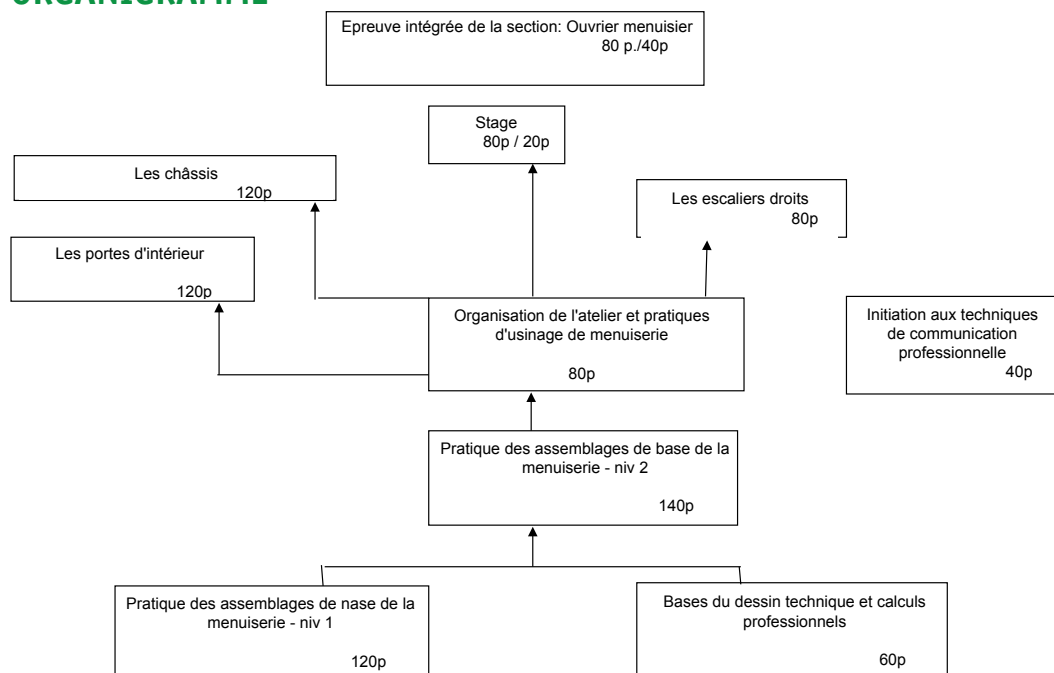 ORGANIGRAMME
Epreuve intégrée de la section: Ouvrier menuisier
80 p./40p
Stage
80p / 20p
Les châssis
120p
Les escaliers droits
80p
Les portes d'intérieur
120p
Organisation de l'atelier et pratiques
d'usinage de menuiserie
80p
Initiation aux techniques
de communication
professionnelle
40p
Pratique des assemblages de base de la
menuiserie - niv 2
140p
Pratique des assemblages de nase de la
menuiserie - niv 1
120p
Bases du dessin technique et calculs
professionnels
60p